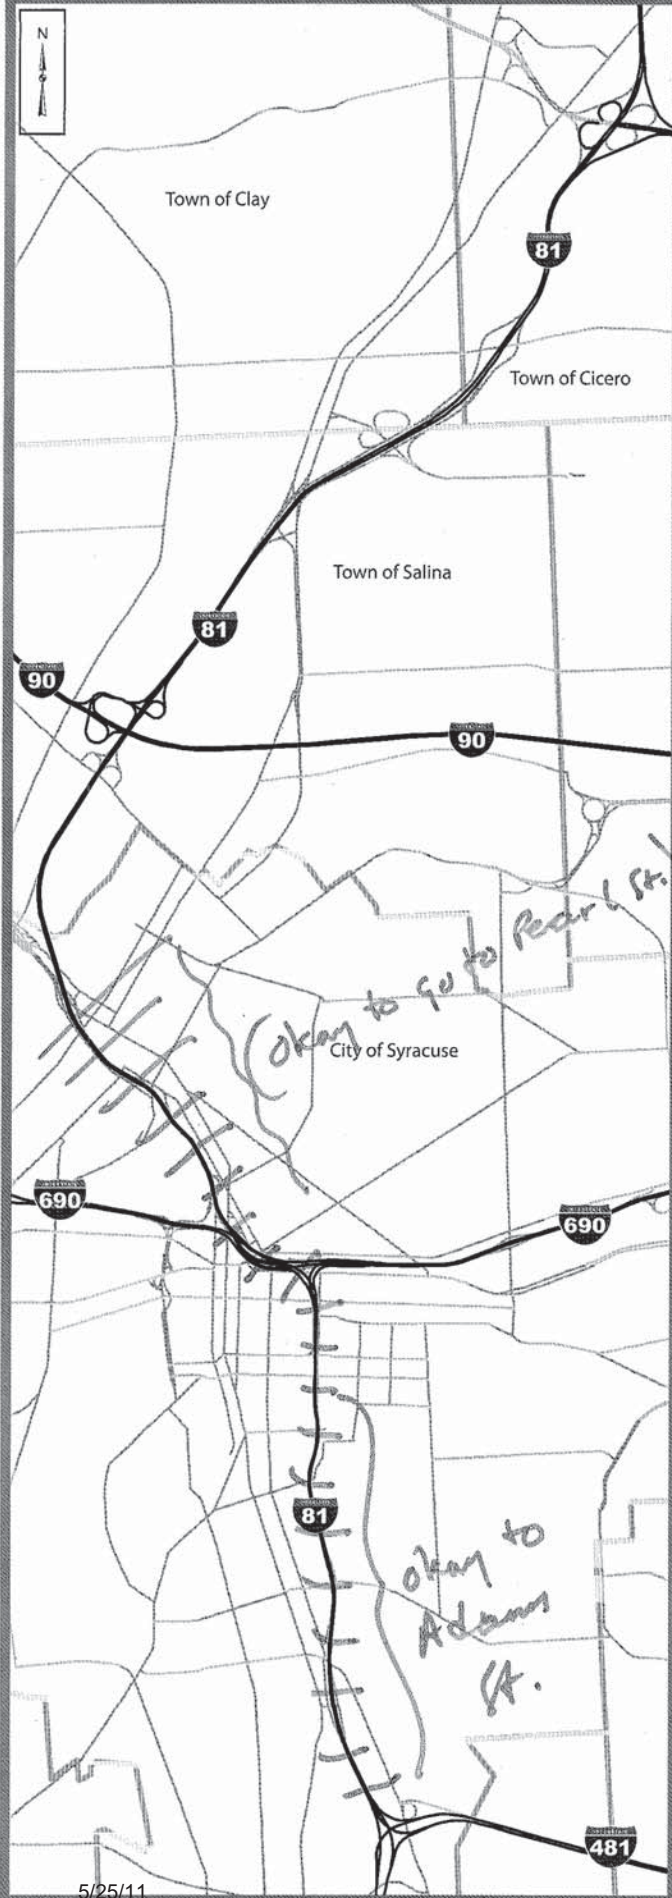 N
Town of Clay
81
Town of Cicero
Town of Salina
81
90
90
(okay to go to Pearl St.)
City of Syracuse
690
690
81
okay to
Adams
St.
481
5/25/11